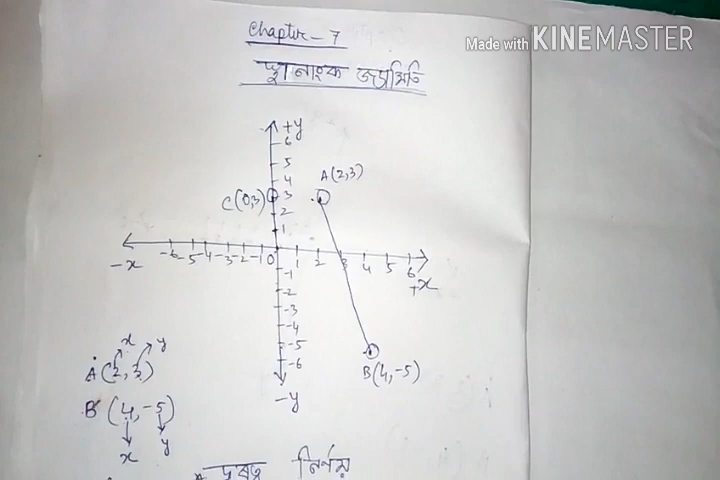 Chapter - 7
Made with KINEMASTER
স্থানাংক জ্যামিতি
+y
6
5
4
3
2
1
A(2,3)
C(0,3)
-x
-6 -5 -4 -3 -2 -1 0 1 2 3 4 5 6
+x
-1
-2
-3
-4
-5
-6
-y
B(4,-5)
x y
A(2,3)
B(4,-5)
x y
দূৰত্ব নিৰ্ণয়